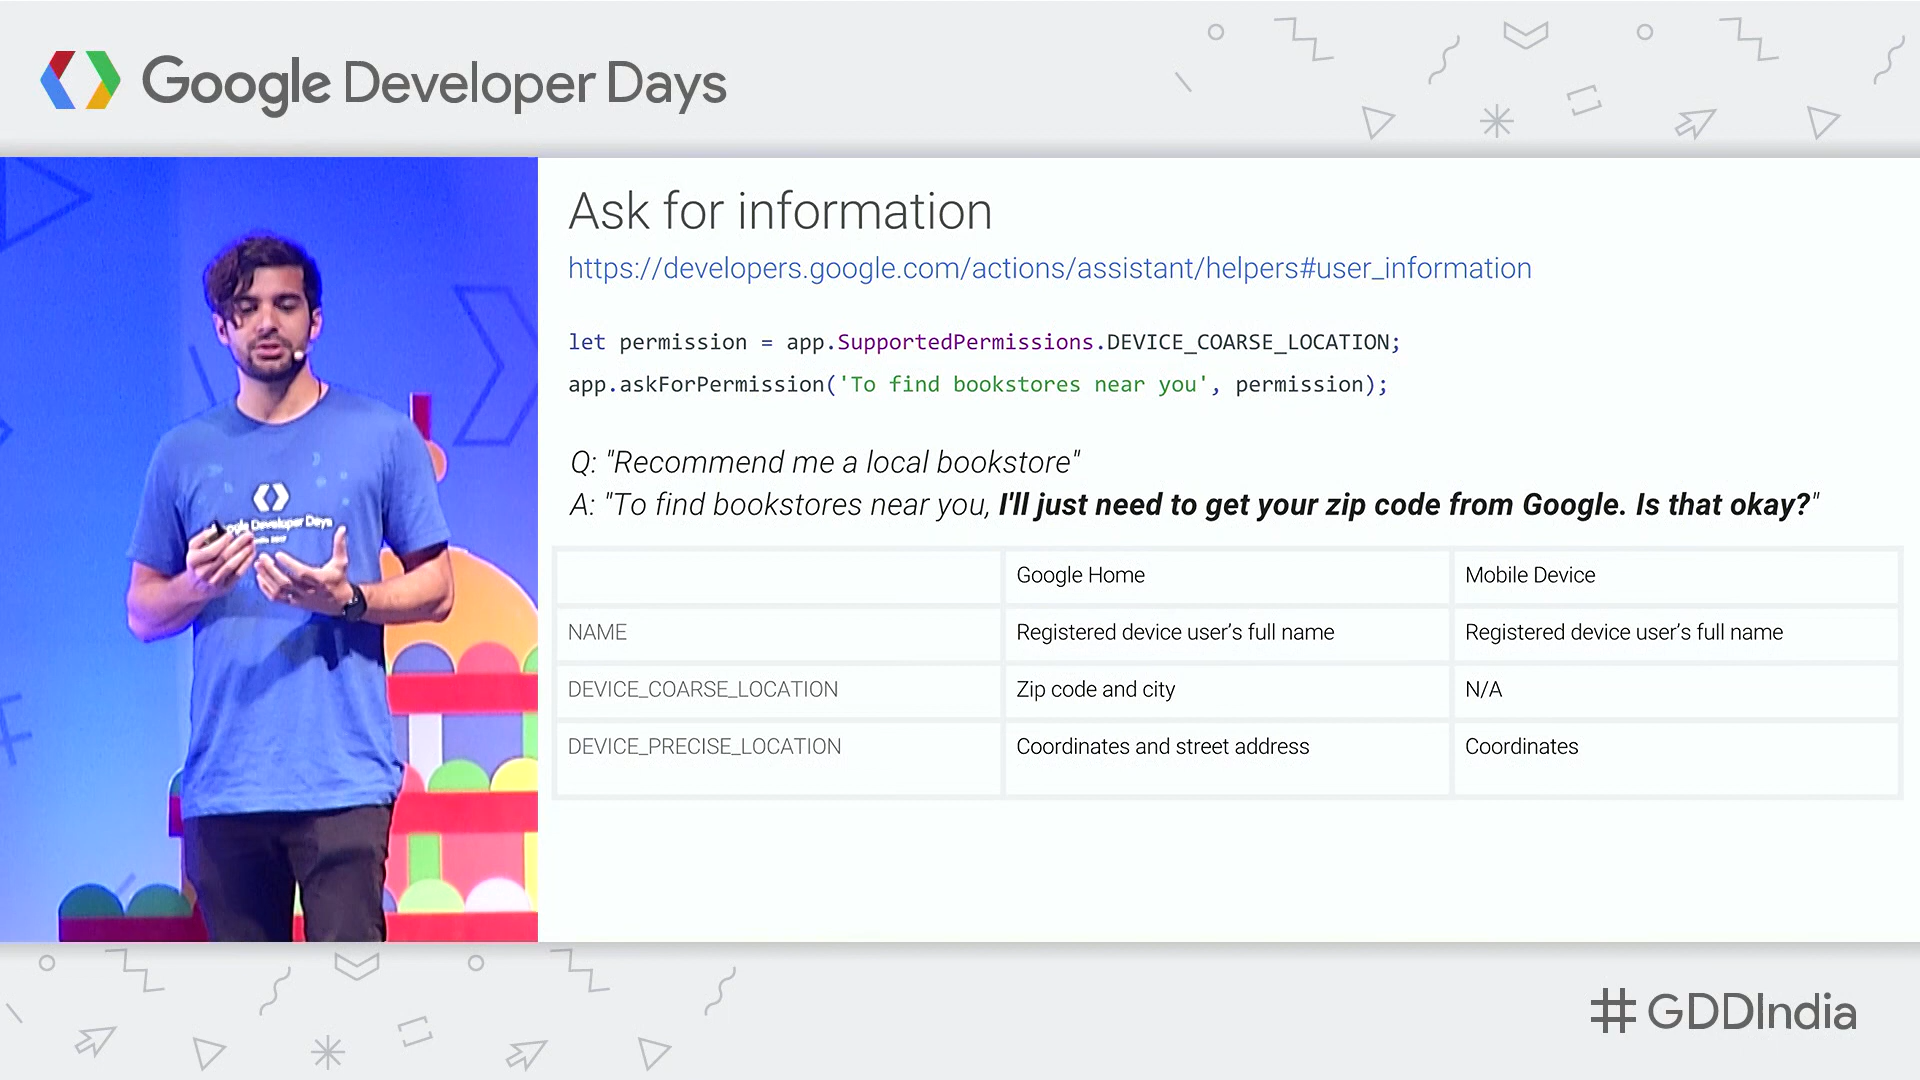 Google Developer Days
Ask for information
https://developers.google.com/actions/assistant/helpers#user_information
let permission = app.SupportedPermissions.DEVICE_COARSE_LOCATION;
app.askForPermission('To find bookstores near you', permission);
Q: "Recommend me a local bookstore"
A: "To find bookstores near you, I'll just need to get your zip code from Google. Is that okay?"
Google Home Mobile Device
NAME Registered device user’s full name Registered device user’s full name
DEVICE_COARSE_LOCATION Zip code and city N/A
DEVICE_PRECISE_LOCATION Coordinates and street address Coordinates
Developer Days
#GDDIndia